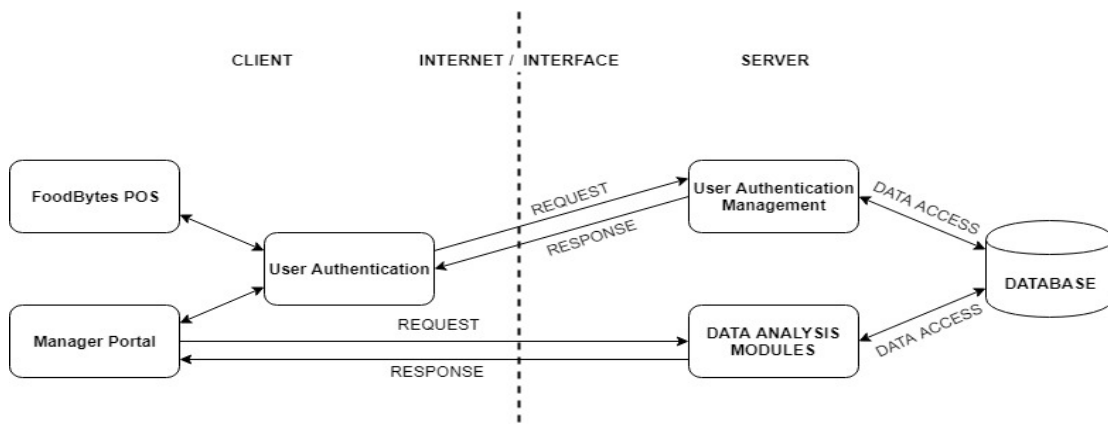 CLIENT
INTERNET / INTERFACE
SERVER
FoodBytes POS
User Authentication
Management
REQUEST
DATA ACCESS
RESPONSE
User Authentication
DATABASE
Manager Portal
REQUEST
DATA ANALYSIS
MODULES
DATA ACCESS
RESPONSE